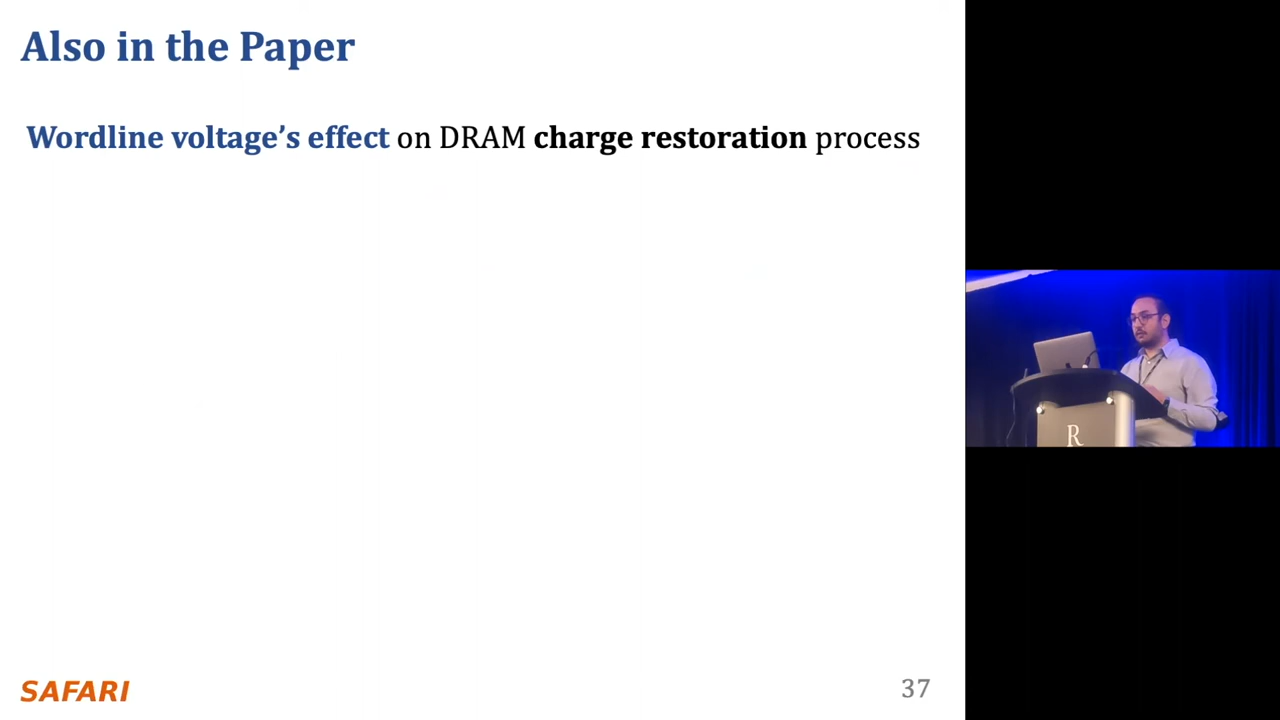 Also in the Paper
Wordline voltage’s effect on DRAM charge restoration process
SAFARI
37
R